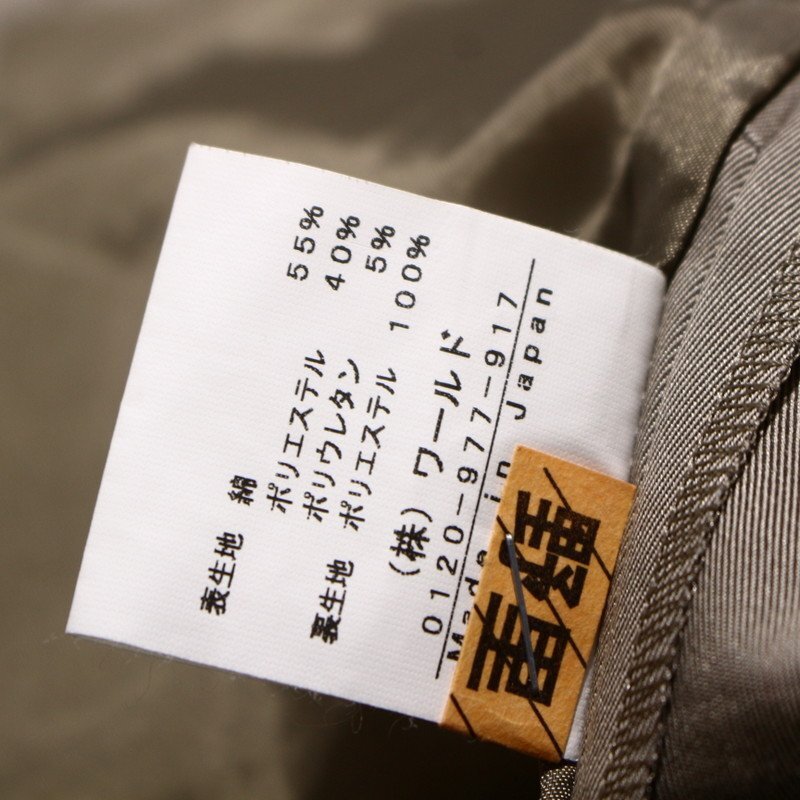 表生地 綿 55%
ポリエステル 40%
ポリウレタン 5%
裏生地 ポリエステル 100%
(株) ワールド
0120-977-917
Made in Japan